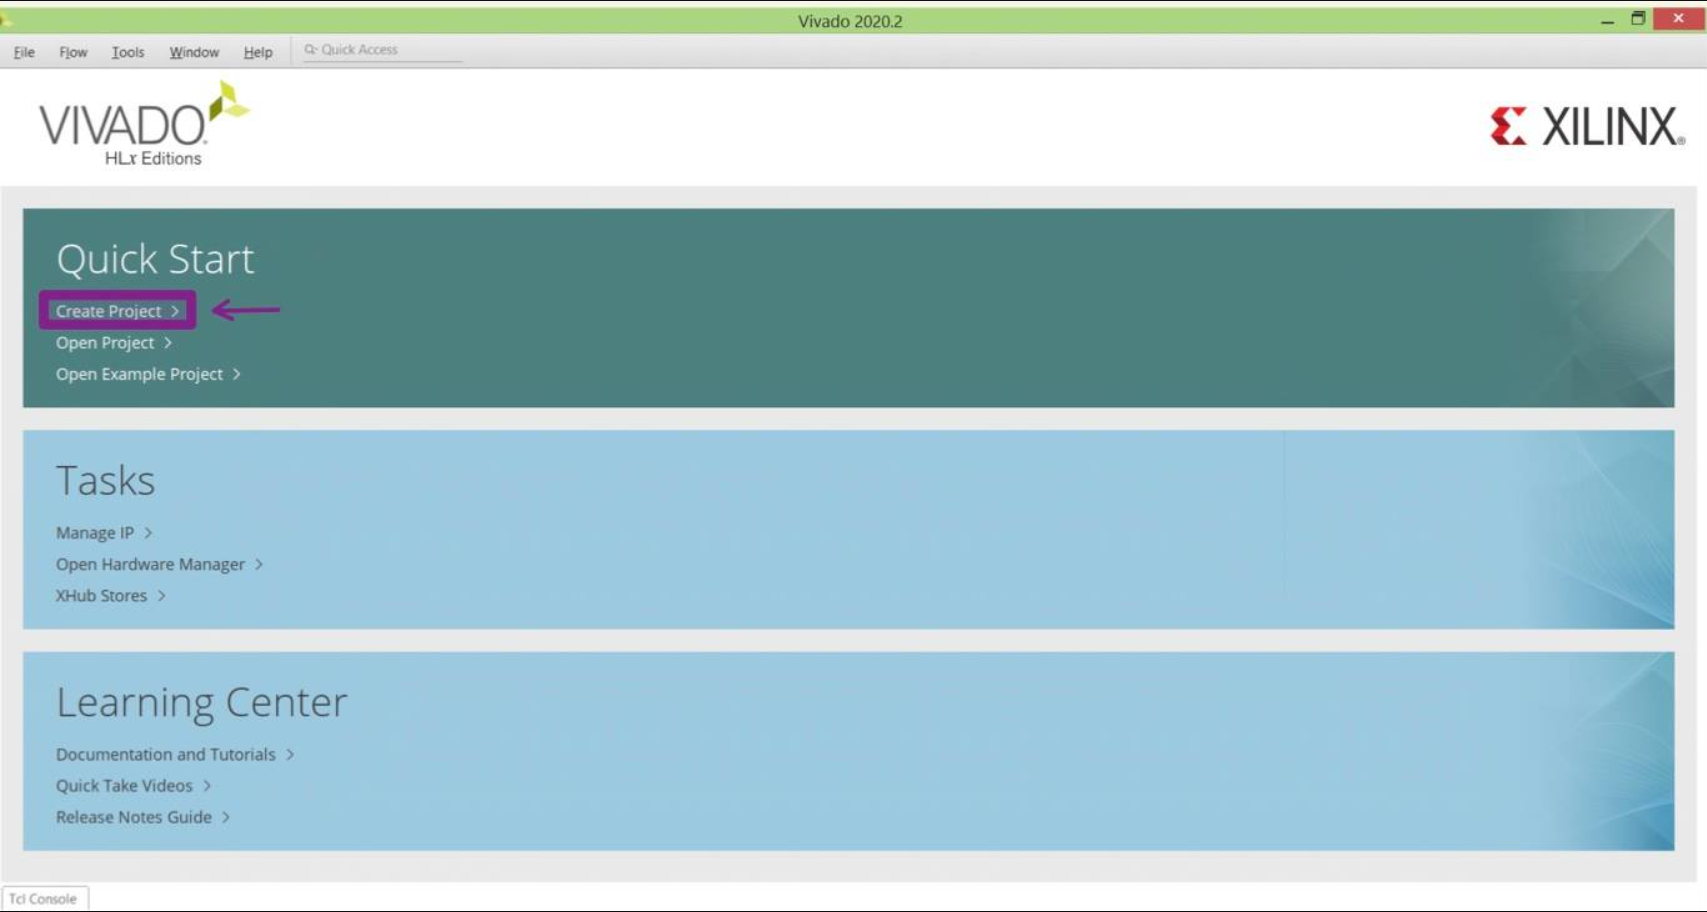 Vivado 2020.2
File Flow Tools Window Help Quick Access
VIVADO.
HLx Editions
XILINX®
Quick Start
Create Project >
Open Project >
Open Example Project >
Tasks
Manage IP >
Open Hardware Manager >
XHub Stores >
Learning Center
Documentation and Tutorials >
Quick Take Videos >
Release Notes Guide >
Tcl Console